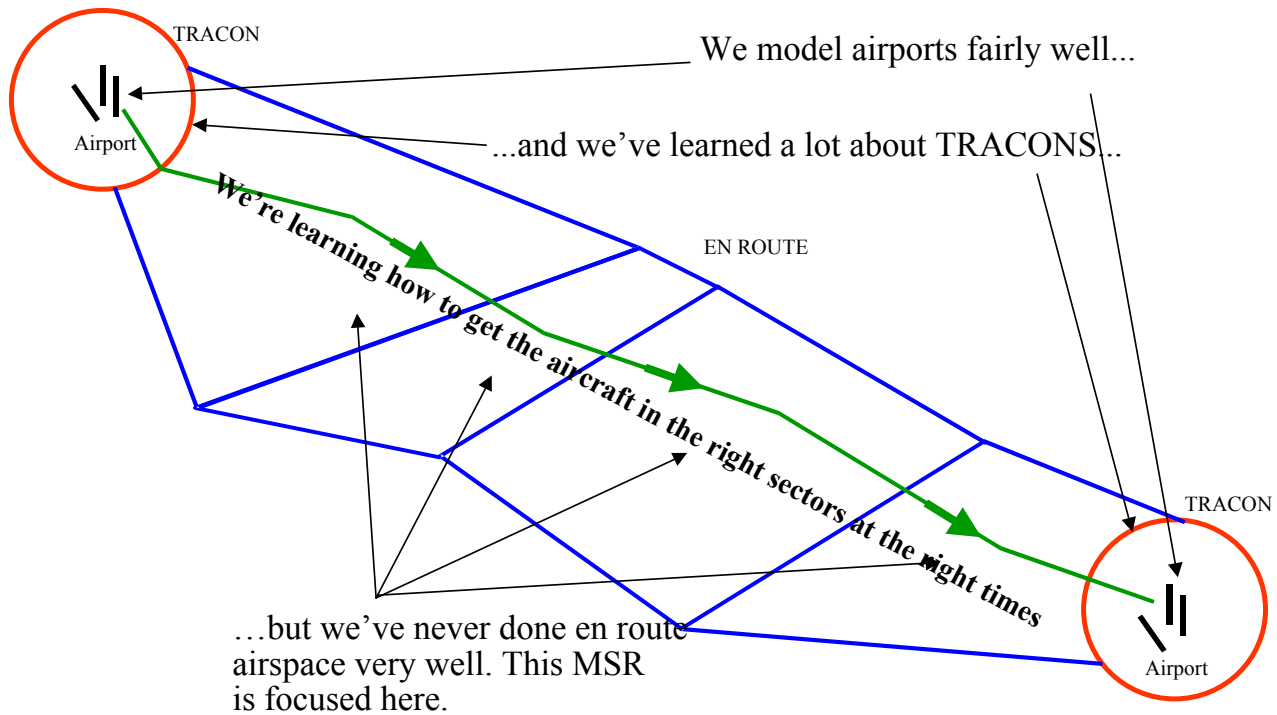 TRACON
We model airports fairly well...
Airport
...and we’ve learned a lot about TRACONS...
We’re learning how to get the aircraft in the right sectors at the right times
EN ROUTE
TRACON
…but we’ve never done en route
airspace very well. This MSR
is focused here.
Airport